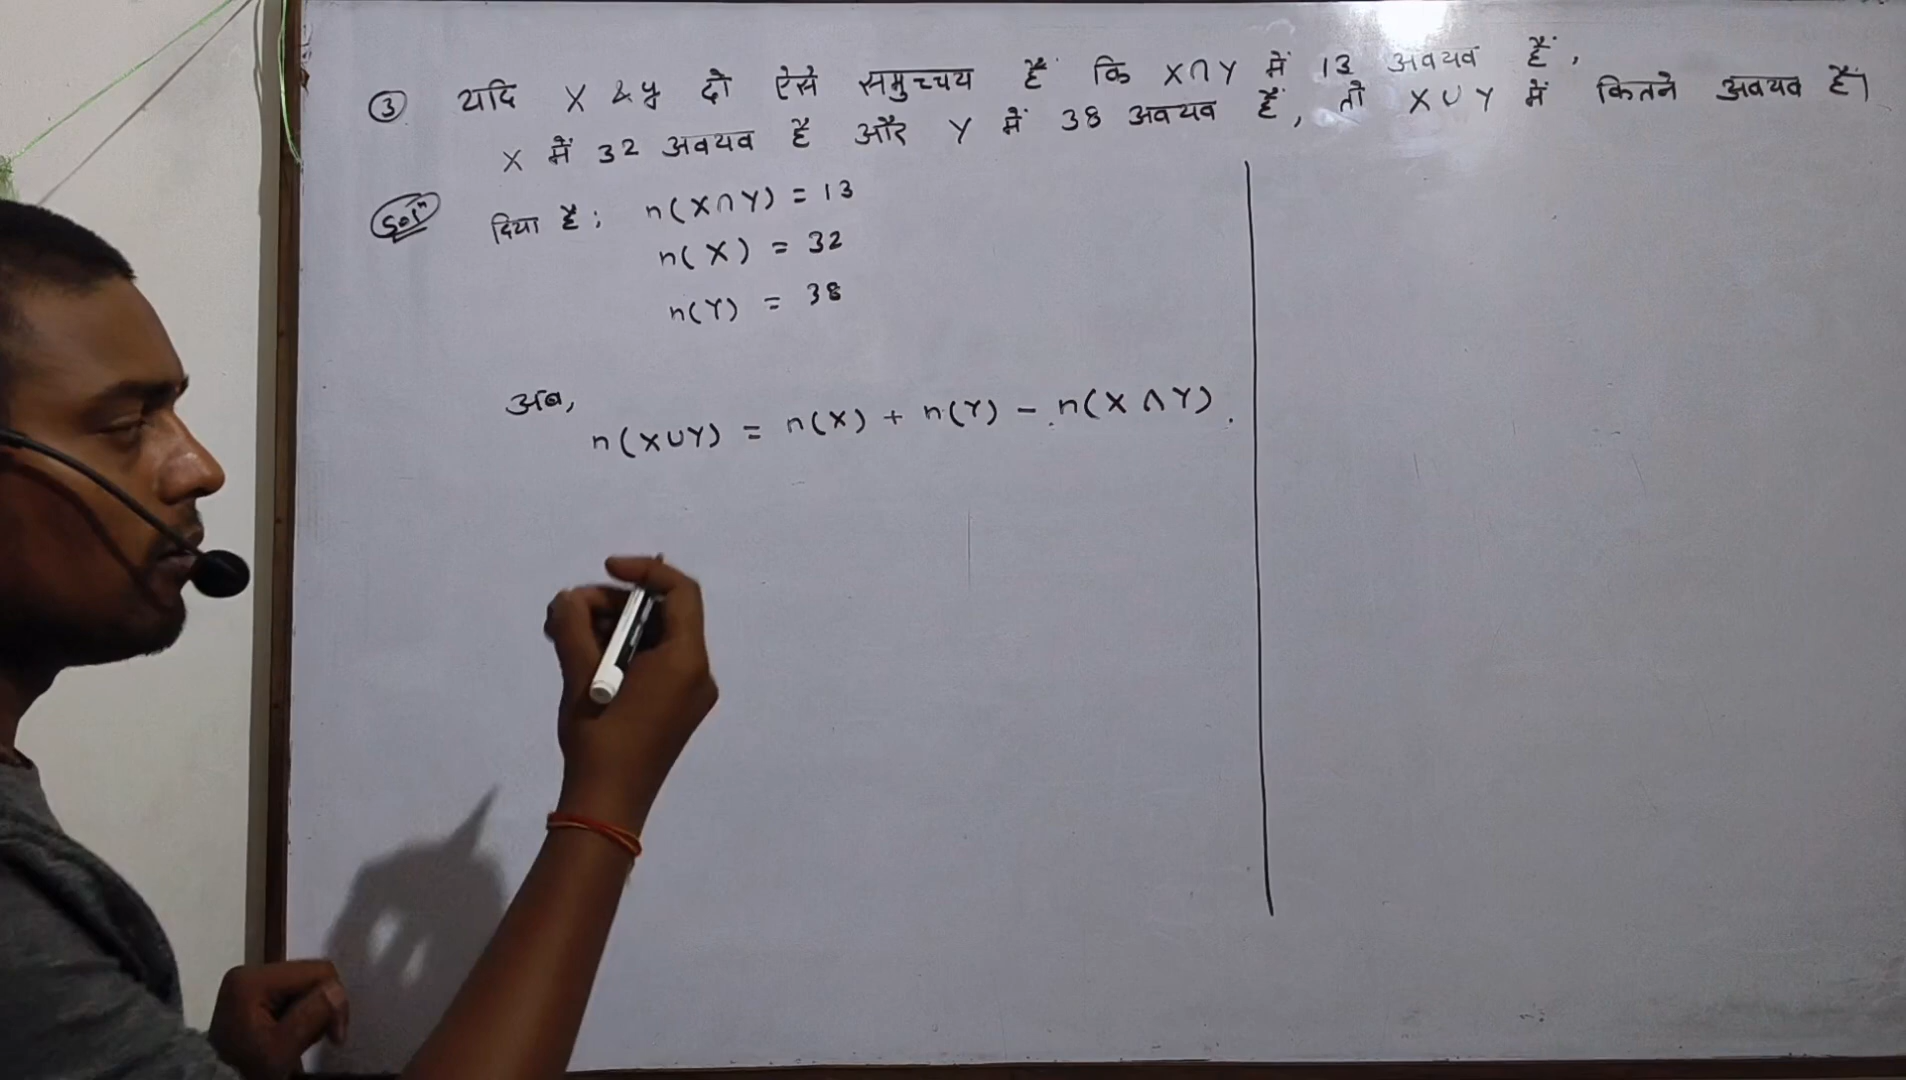 ③ यदि X & y दो ऐसे समुच्चय हैं कि X∩Y में 13 अवयव हैं,
X में 32 अवयव हैं और Y में 38 अवयव हैं, तो X∪Y में कितने अवयव हैं।
Solⁿ दिया है; n(X∩Y) = 13
n(X) = 32
n(Y) = 38
अब,
n(X∪Y) = n(X) + n(Y) - n(X∩Y).